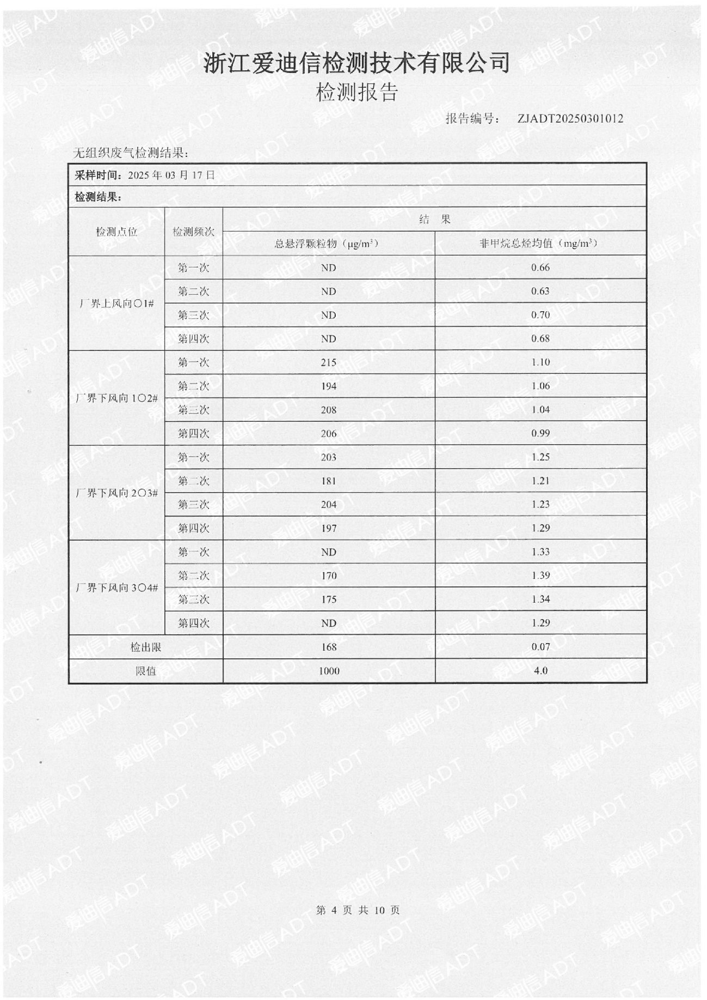 浙江爱迪信检测技术有限公司
检测报告
报告编号： ZJADT20250301012
无组织废气检测结果：
采样时间：2025 年 03 月 17 日
检测结果：
检测点位 检测频次 结 果
总悬浮颗粒物（μg/m³） 非甲烷总烃均值（mg/m³）
厂界上风向○1#
第一次 ND 0.66
第二次 ND 0.63
第三次 ND 0.70
第四次 ND 0.68
厂界下风向 1○2#
第一次 215 1.10
第二次 194 1.06
第三次 208 1.04
第四次 206 0.99
厂界下风向 2○3#
第一次 203 1.25
第二次 181 1.21
第三次 204 1.23
第四次 197 1.29
厂界下风向 3○4#
第一次 ND 1.33
第二次 170 1.39
第三次 175 1.34
第四次 ND 1.29
检出限 168 0.07
限值 1000 4.0
第 4 页 共 10 页
爱迪信ADT